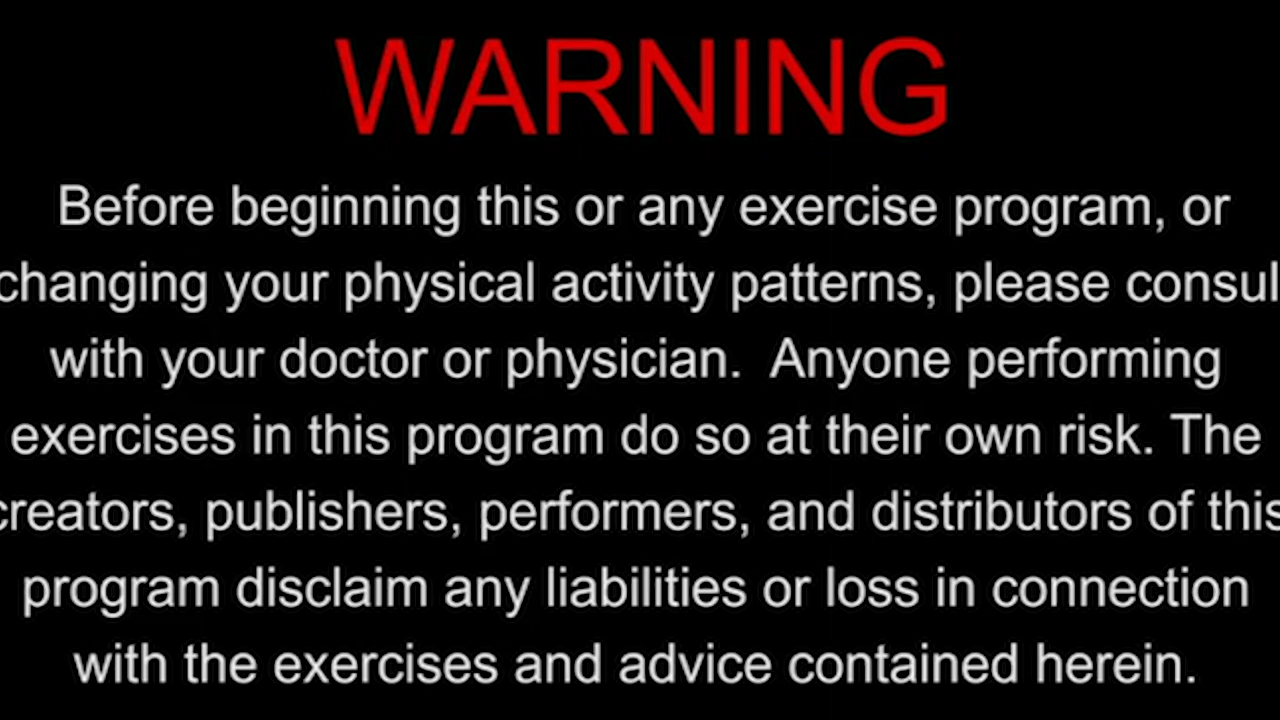 WARNING
Before beginning this or any exercise program, or
changing your physical activity patterns, please consul
with your doctor or physician.  Anyone performing
exercises in this program do so at their own risk. The
creators, publishers, performers, and distributors of this
program disclaim any liabilities or loss in connection
with the exercises and advice contained herein.